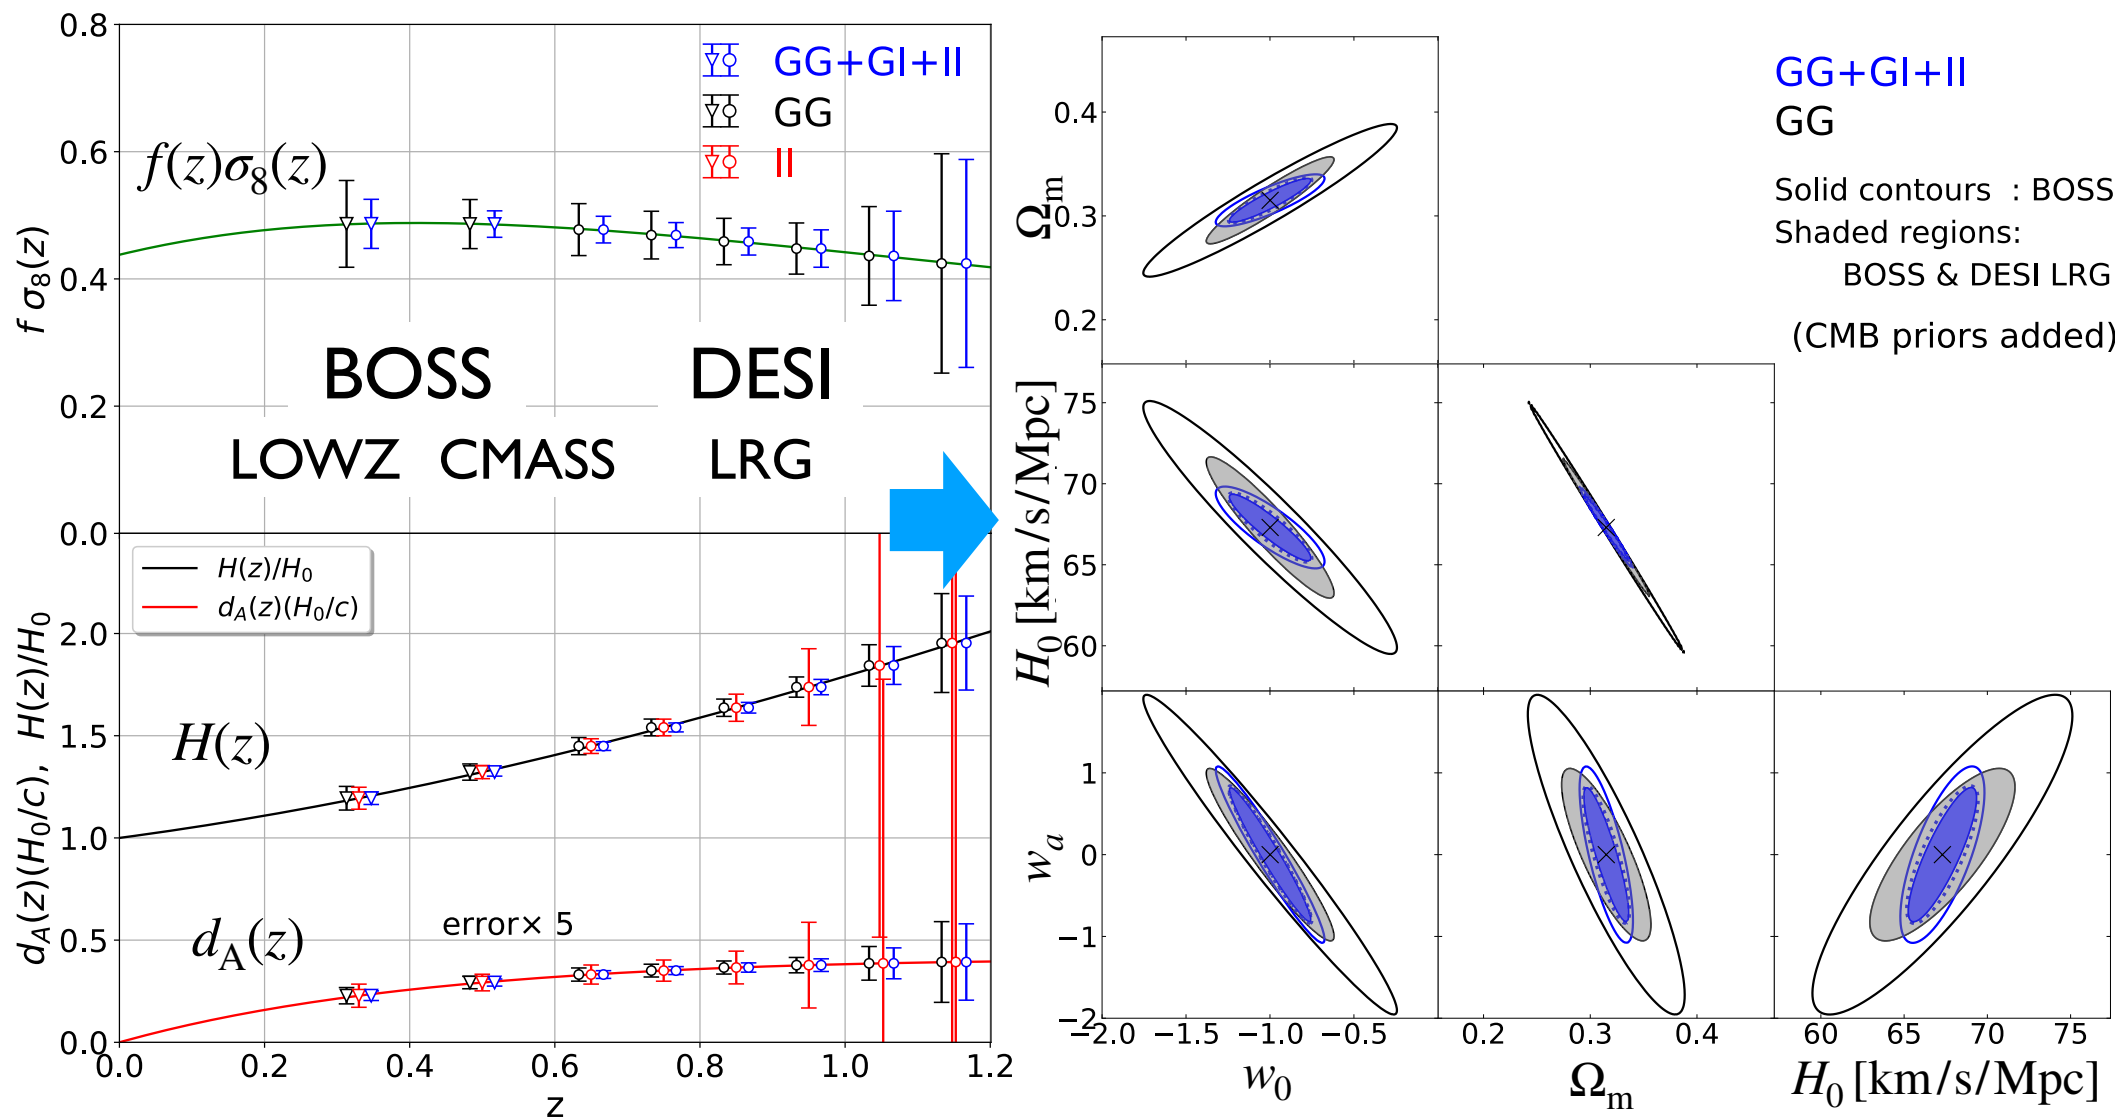 0.8
0.6
0.4
0.2
0.0
f σ8(z)
GG+GI+II
GG
II
f(z)σ8(z)
BOSS
DESI
LOWZ CMASS LRG
H(z)/H0
dA(z)(H0/c)
2.0
1.5
1.0
0.5
0.0
dA(z)(H0/c), H(z)/H0
H(z)
dA(z)
error× 5
0.0 0.2 0.4 0.6 0.8 1.0 1.2
z
0.4
0.3
0.2
Ωm
GG+GI+II
GG
Solid contours : BOSS
Shaded regions:
BOSS & DESI LRG
(CMB priors added)
75
70
65
60
H0 [km/s/Mpc]
1
0
−1
−2
wa
−2.0 −1.5 −1.0 −0.5
w0
0.2 0.3 0.4
Ωm
60 65 70 75
H0 [km/s/Mpc]